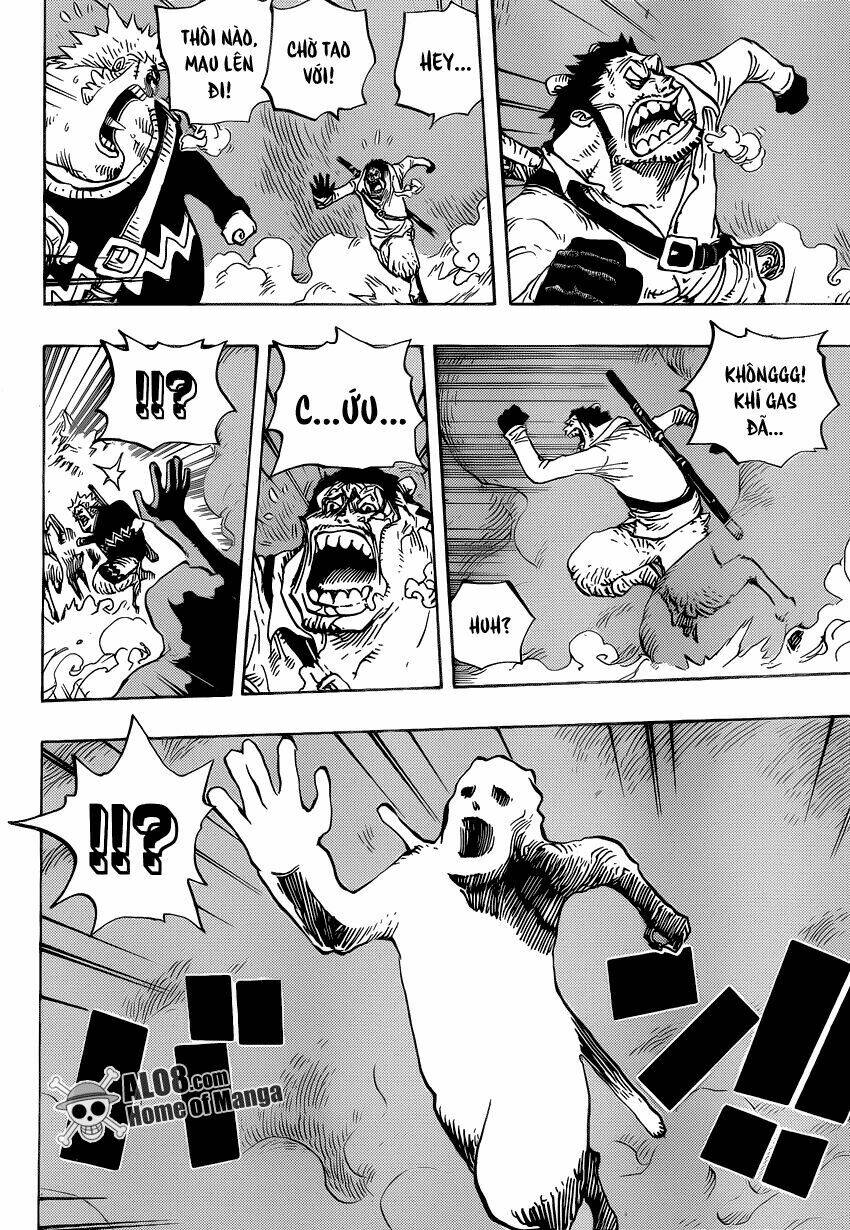 HEY...
CHỜ TAO
VỚI!
THÔI NÀO,
MAU LÊN
ĐI!
KHÔNGGG!
KHÍ GAS
ĐÃ...
HUH?
C...ỨU...
!!?
!!?
AL08.com
Home of Manga